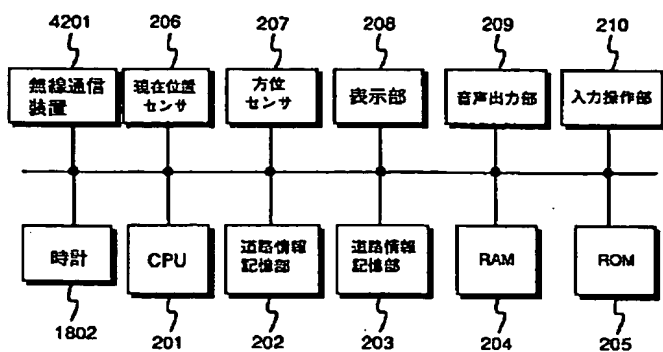 4201
206
207
208
209
210
無線通信
装置
現在位置
センサ
方位
センサ
表示部
音声出力部
入力操作部
時計
CPU
道路情報
記憶部
道路情報
記憶部
RAM
ROM
1802
201
202
203
204
205